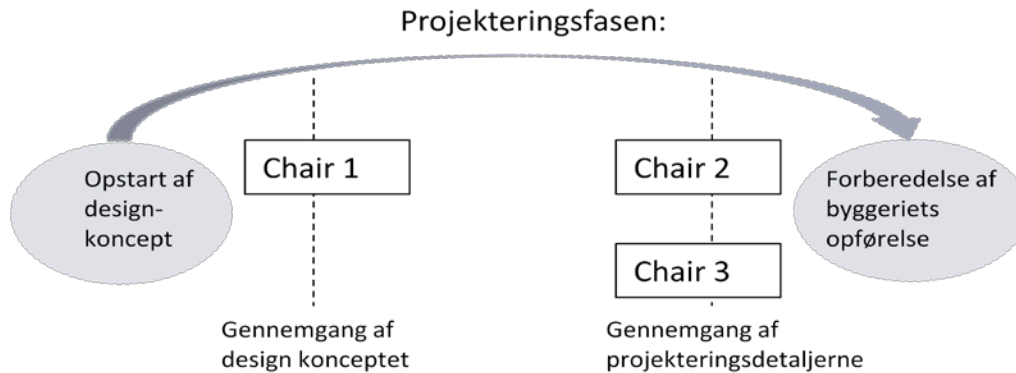 Projekteringsfasen:
Opstart af
design-
koncept
Chair 1
Chair 2
Chair 3
Forberedelse af
byggeriets
opførelse
Gennemgang af
design konceptet
Gennemgang af
projekteringsdetaljerne